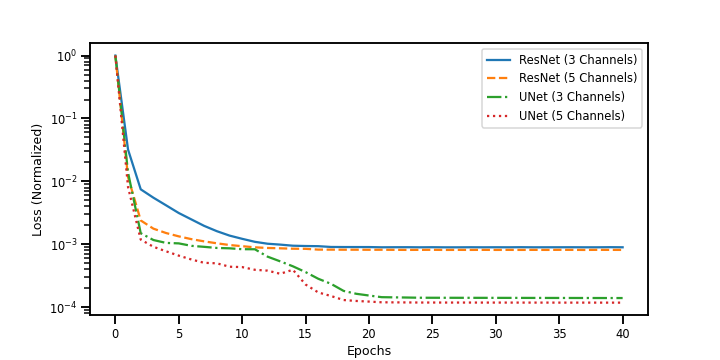 10⁰
10⁻¹
10⁻²
10⁻³
10⁻⁴
Loss (Normalized)
ResNet (3 Channels)
ResNet (5 Channels)
UNet (3 Channels)
UNet (5 Channels)
0 5 10 15 20 25 30 35 40
Epochs